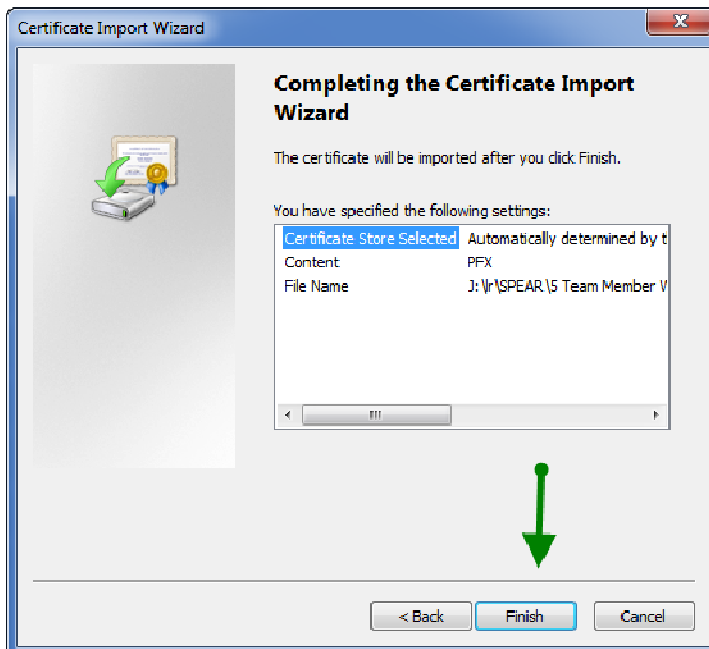 Certificate Import Wizard
Completing the Certificate Import
Wizard
The certificate will be imported after you click Finish.
You have specified the following settings:
Certificate Store Selected Automatically determined by t
Content PFX
File Name J:\lr\SPEAR\5 Team Member W
< Back Finish Cancel